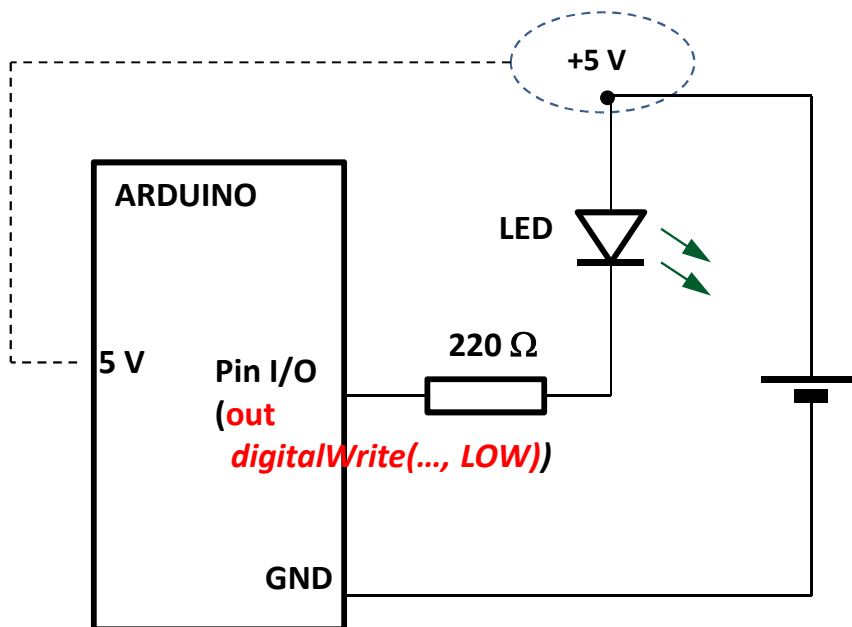 +5 V
ARDUINO
LED
220 Ω
5 V
Pin I/O
(out
digitalWrite(…, LOW))
GND